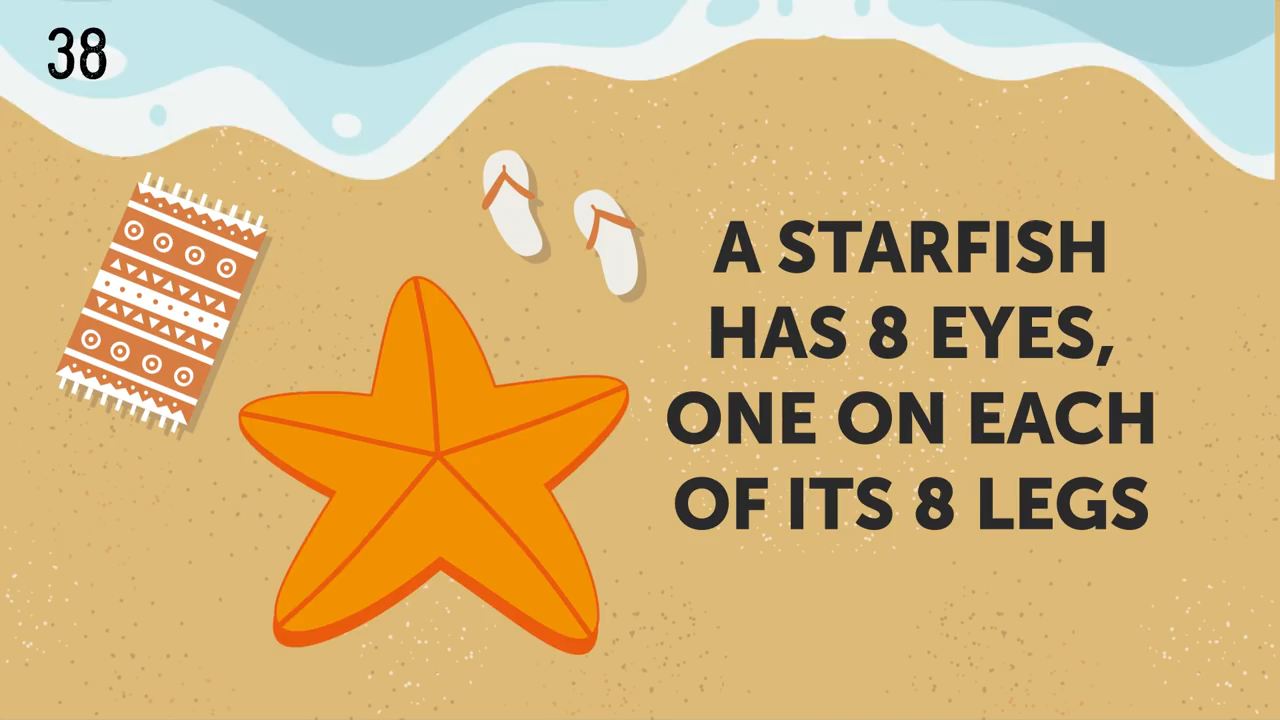 38
A STARFISH
HAS 8 EYES,
ONE ON EACH
OF ITS 8 LEGS